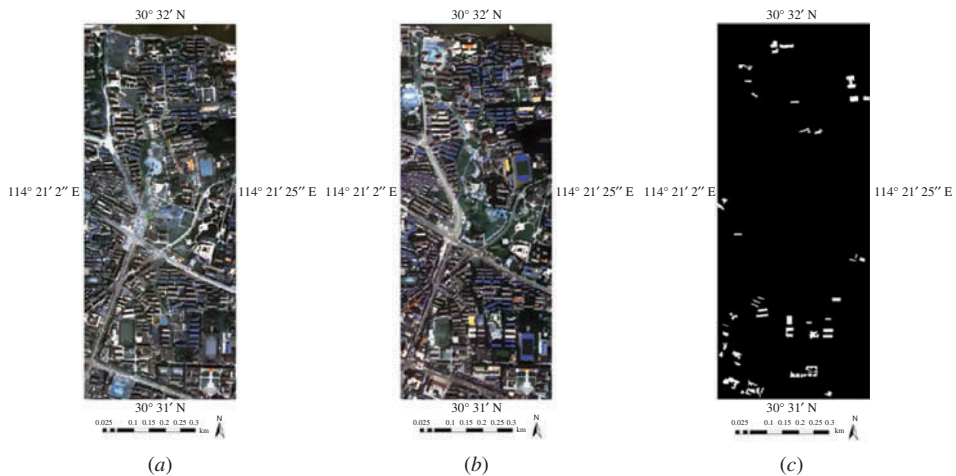 30° 32′ N 30° 32′ N 30° 32′ N
114° 21′ 2″ E 114° 21′ 25″ E 114° 21′ 2″ E 114° 21′ 25″ E 114° 21′ 2″ E 114° 21′ 25″ E
30° 31′ N 30° 31′ N 30° 31′ N
0.025 0.1 0.15 0.2 0.25 0.3 km N 0.025 0.1 0.15 0.2 0.25 0.3 km N 0.025 0.1 0.15 0.2 0.25 0.3 km N
(a) (b) (c)